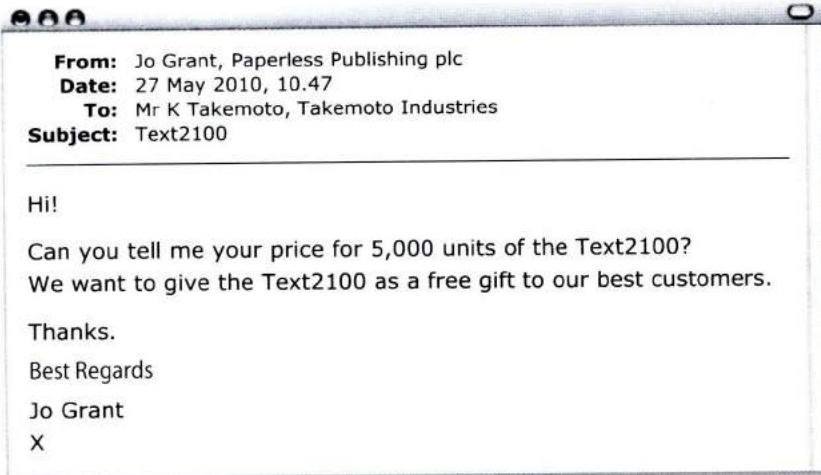 From: Jo Grant, Paperless Publishing plc
Date: 27 May 2010, 10.47
To: Mr K Takemoto, Takemoto Industries
Subject: Text2100
Hi!
Can you tell me your price for 5,000 units of the Text2100?
We want to give the Text2100 as a free gift to our best customers.
Thanks.
Best Regards
Jo Grant
X